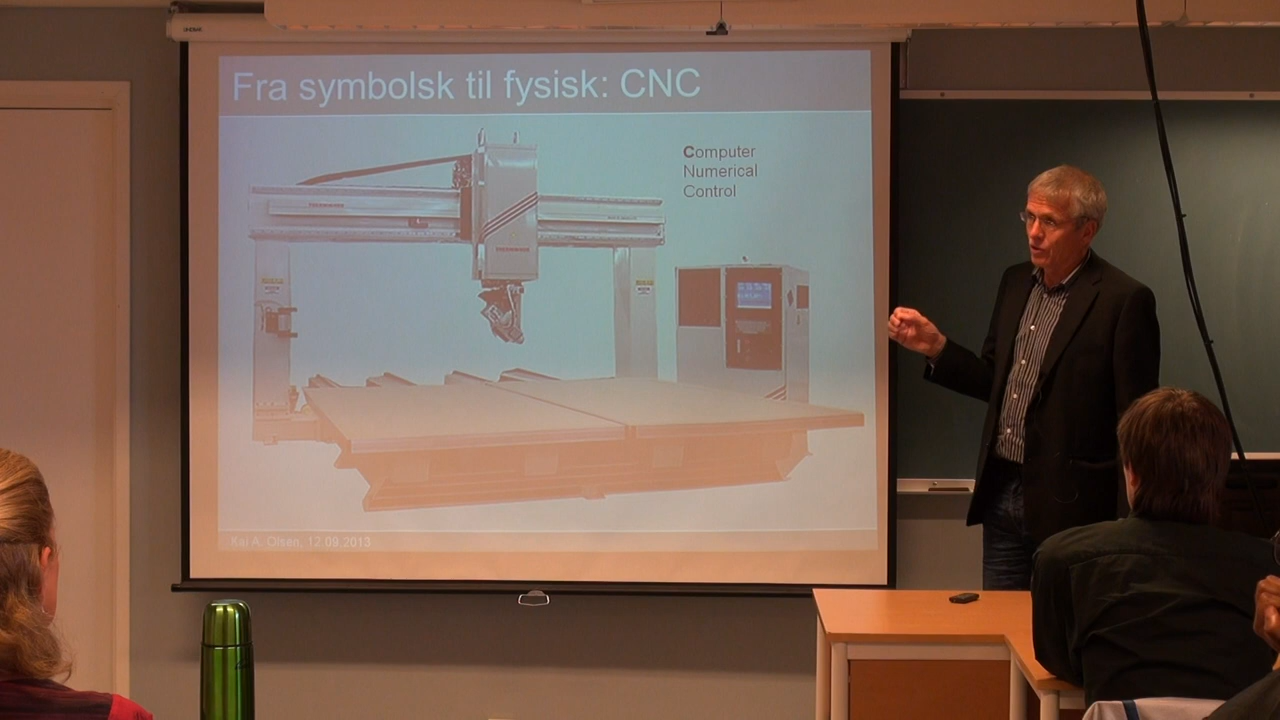 Fra symbolsk til fysisk: CNC
Computer
Numerical
Control
Kai A. Olsen, 12.09.2013